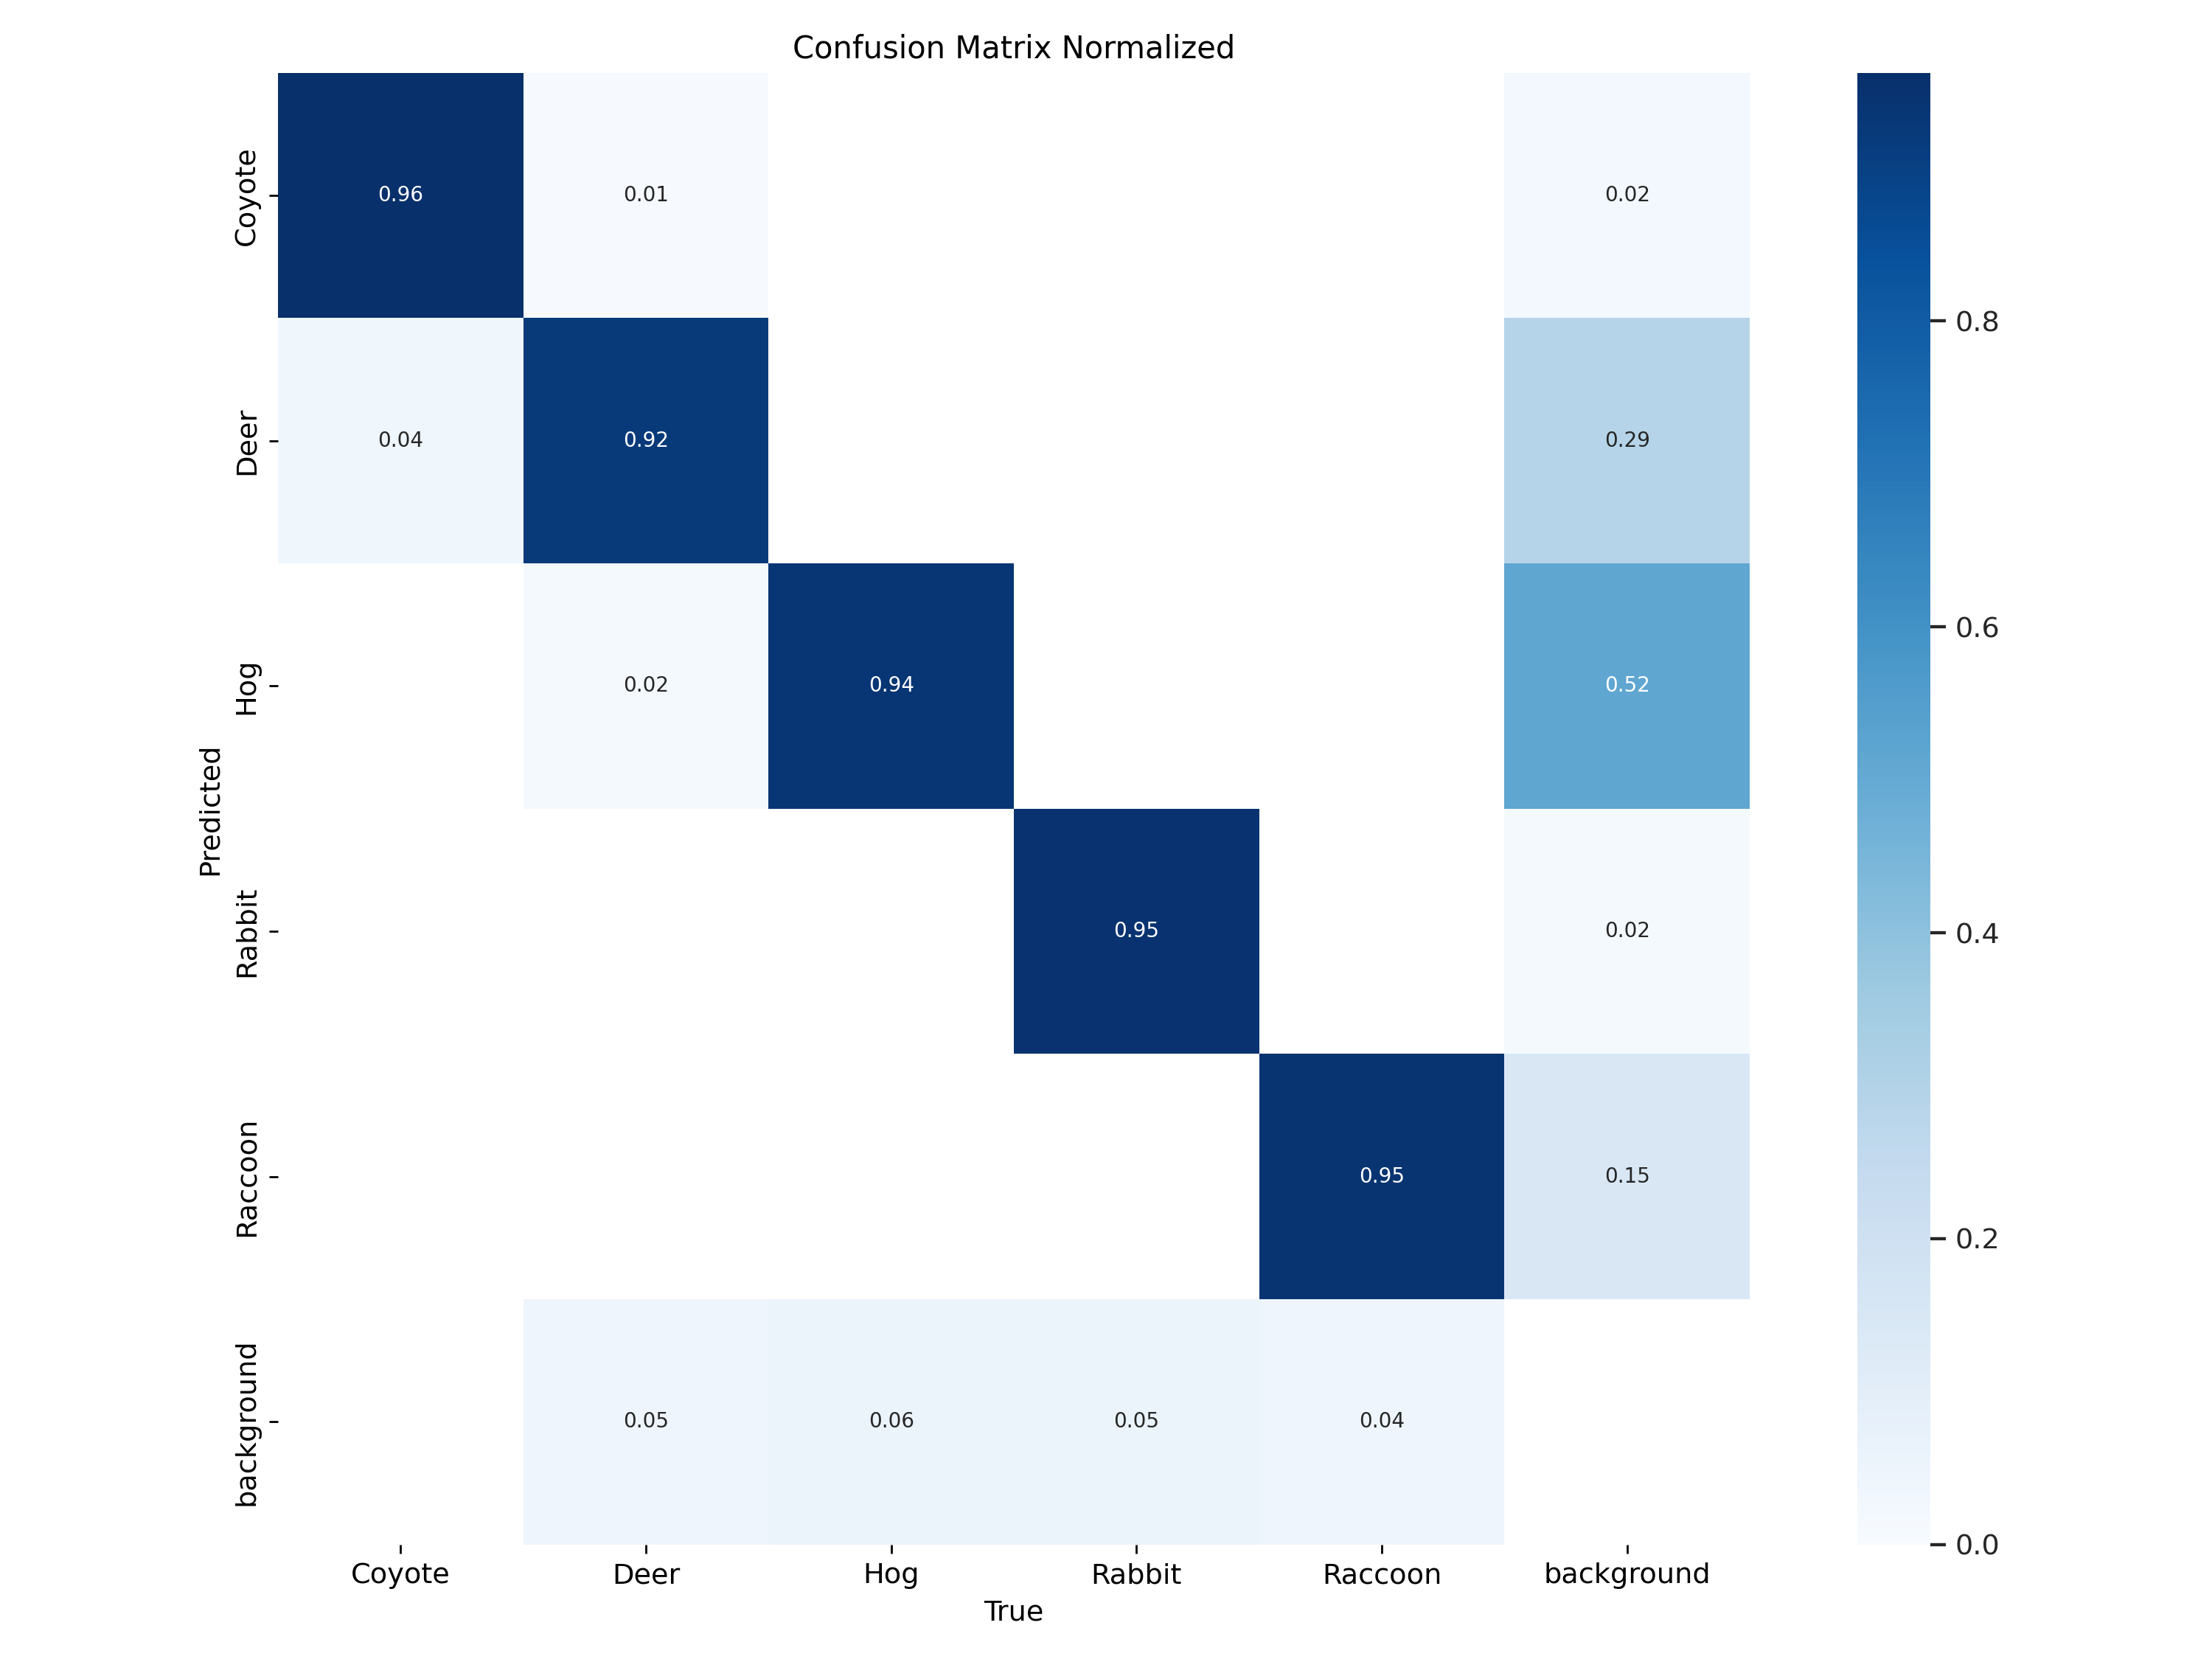 Confusion Matrix Normalized
Coyote
0.96
0.01
0.02
Deer
0.04
0.92
0.29
Hog
0.02
0.94
0.52
Rabbit
0.95
0.02
Raccoon
0.95
0.15
background
0.05
0.06
0.05
0.04
Predicted
Coyote Deer Hog Rabbit Raccoon background
True
0.8
0.6
0.4
0.2
0.0